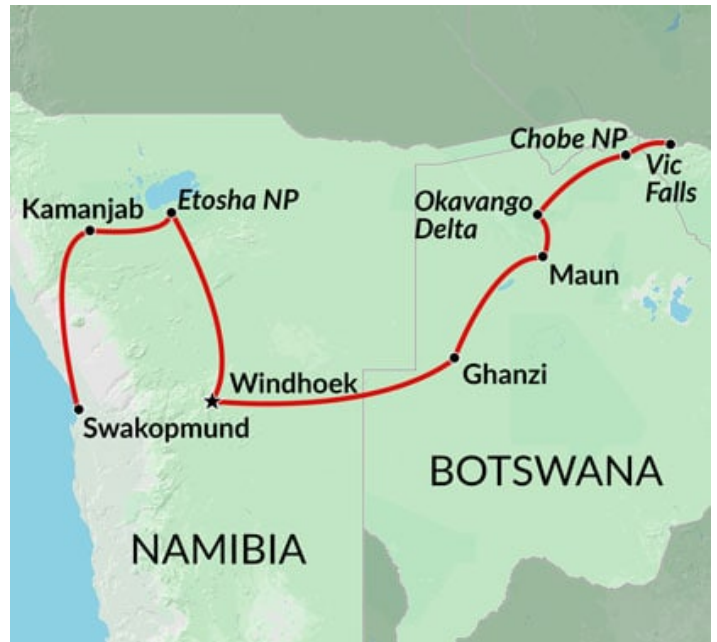 Chobe NP
Vic
Falls
Kamanjab
Etosha NP
Okavango
Delta
Maun
Windhoek
Ghanzi
Swakopmund
BOTSWANA
NAMIBIA